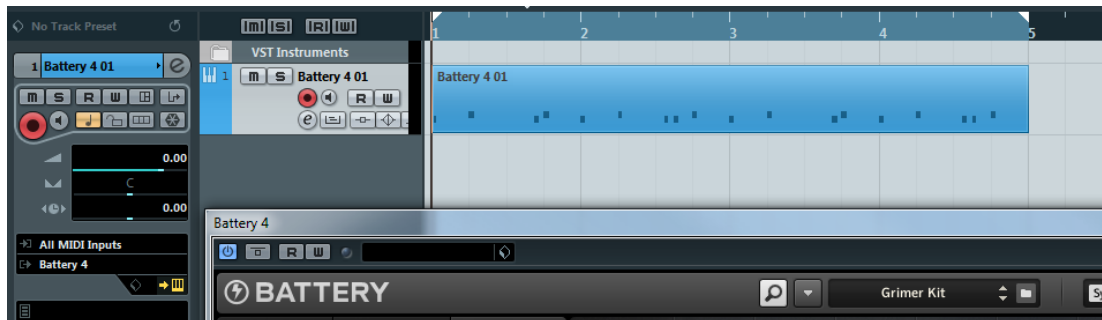 No Track Preset
M S R W
1 2 3 4 5
VST Instruments
1 Battery 4 01 e
1 m S Battery 4 01
Battery 4 01
m S R W
R W
e
0.00
C
0.00
Battery 4
All MIDI Inputs
R W
Battery 4
BATTERY
Grimer Kit
Sy